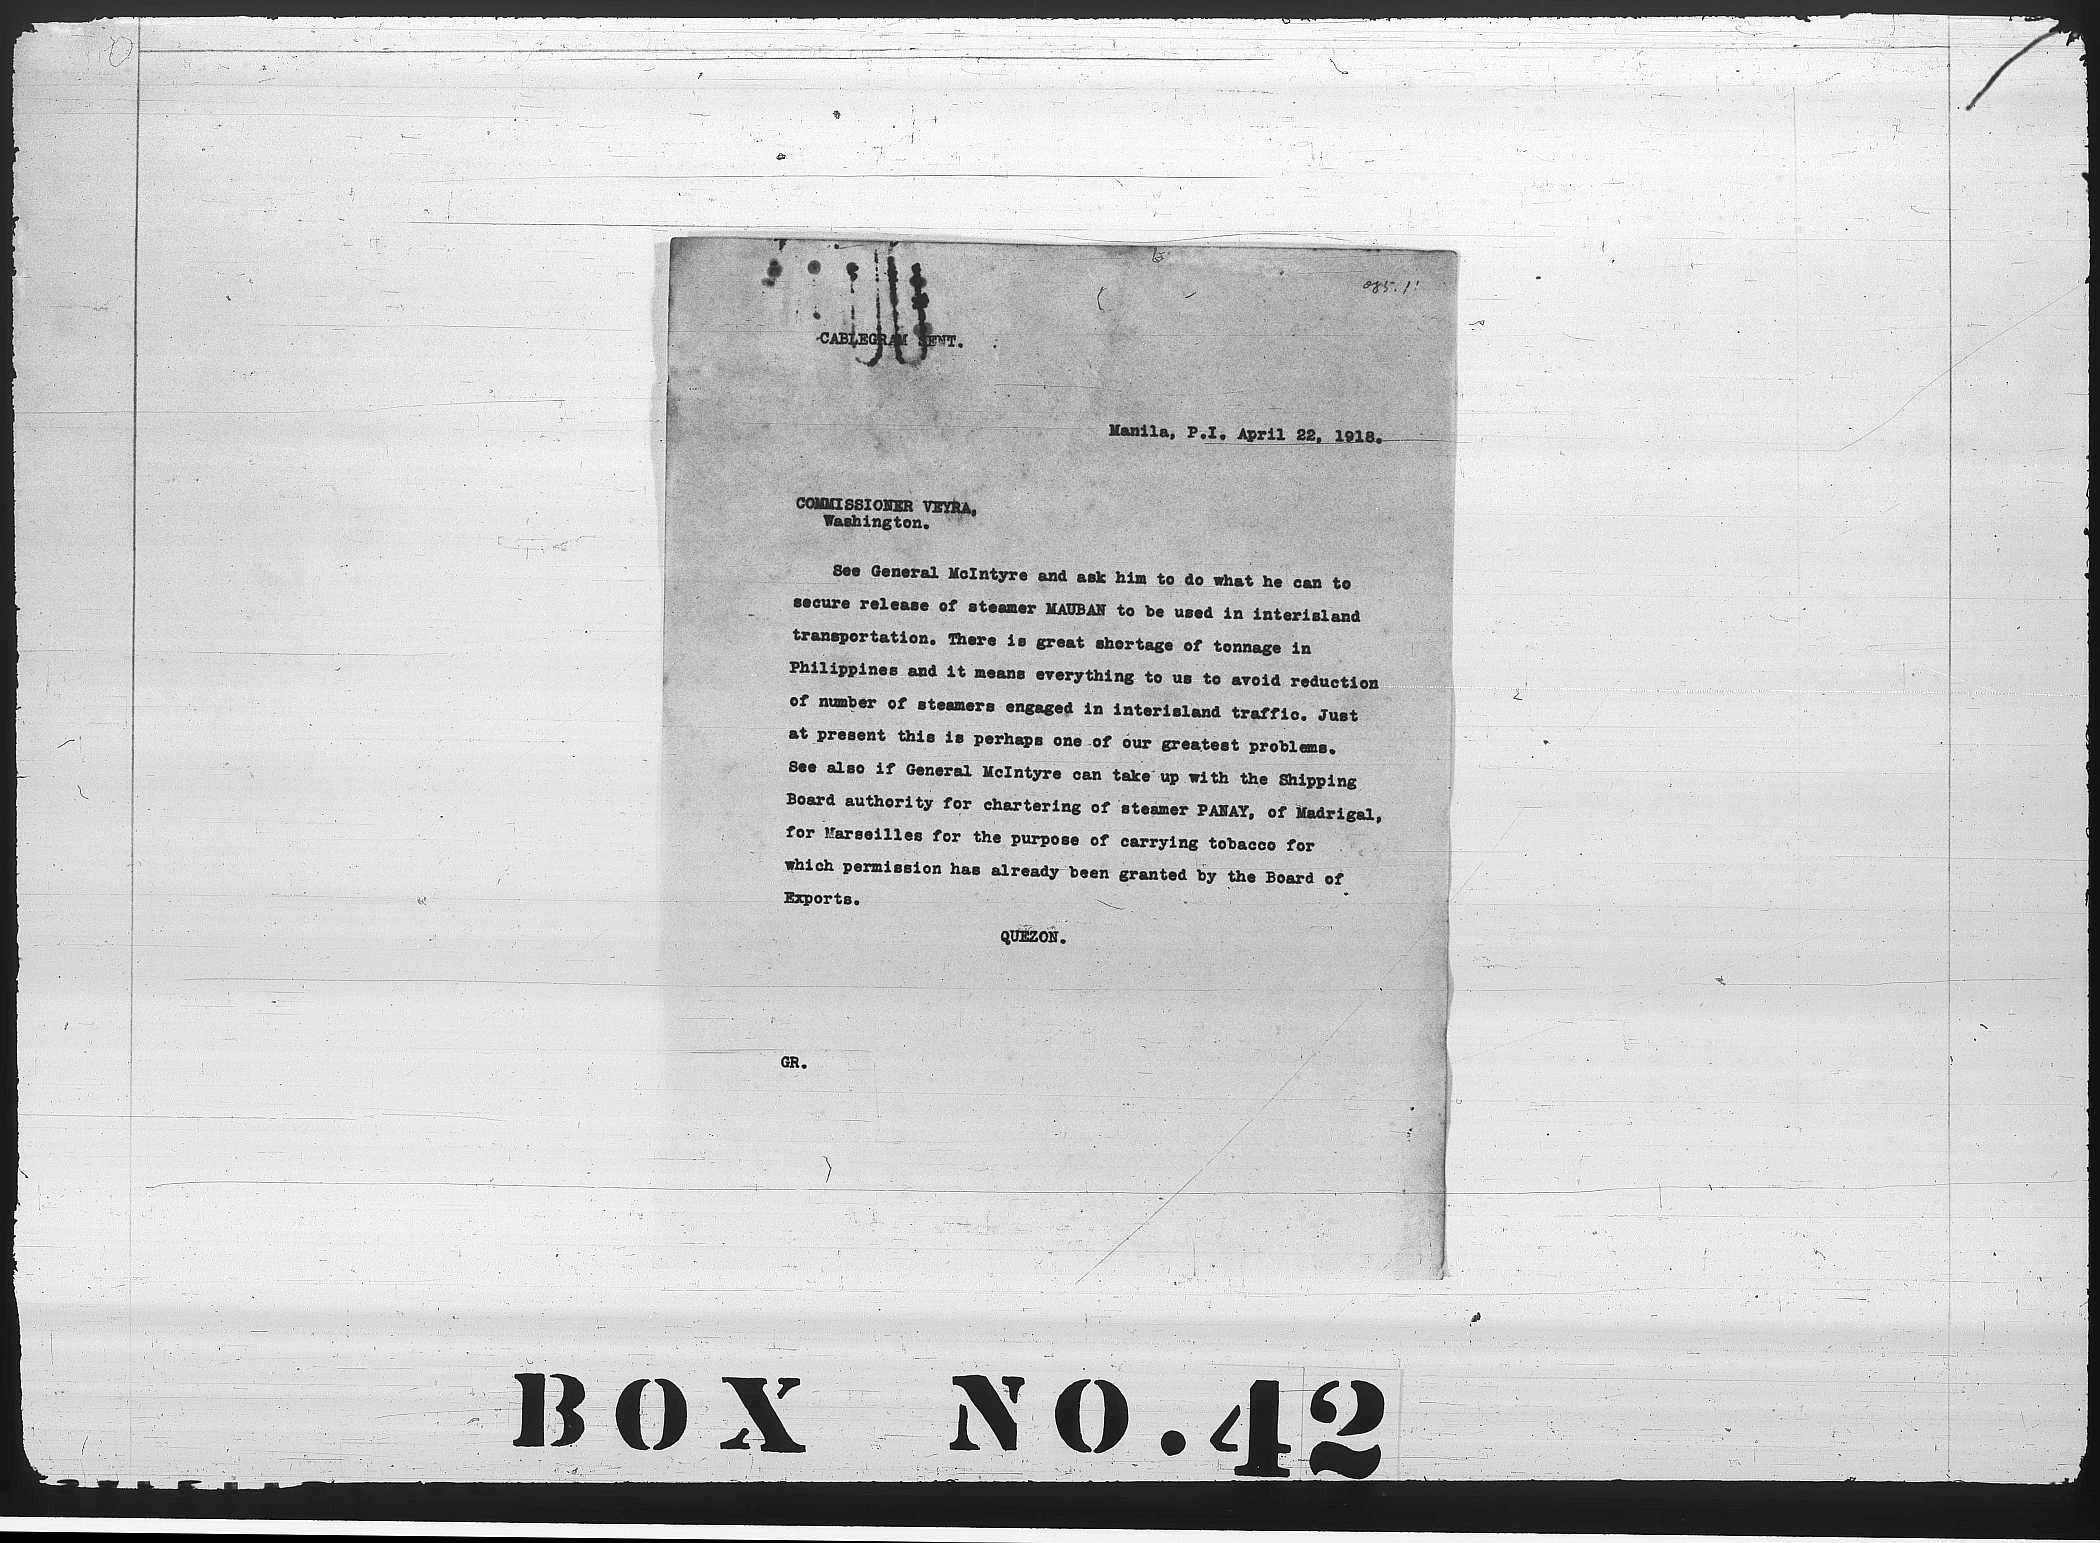 085.1
CABLEGRAM SENT.
Manila, P.I. April 22, 1918.
COMMISSIONER VEYRA,
Washington.
See General McIntyre and ask him to do what he can to
secure release of steamer MAUBAN to be used in interisland
transportation. There is great shortage of tonnage in
Philippines and it means everything to us to avoid reduction
of number of steamers engaged in interisland traffic. Just
at present this is perhaps one of our greatest problems.
See also if General McIntyre can take up with the Shipping
Board authority for chartering of steamer PANAY, of Madrigal,
for Marseilles for the purpose of carrying tobacco for
which permission has already been granted by the Board of
Exports.
QUEZON.
GR.
BOX NO. 42